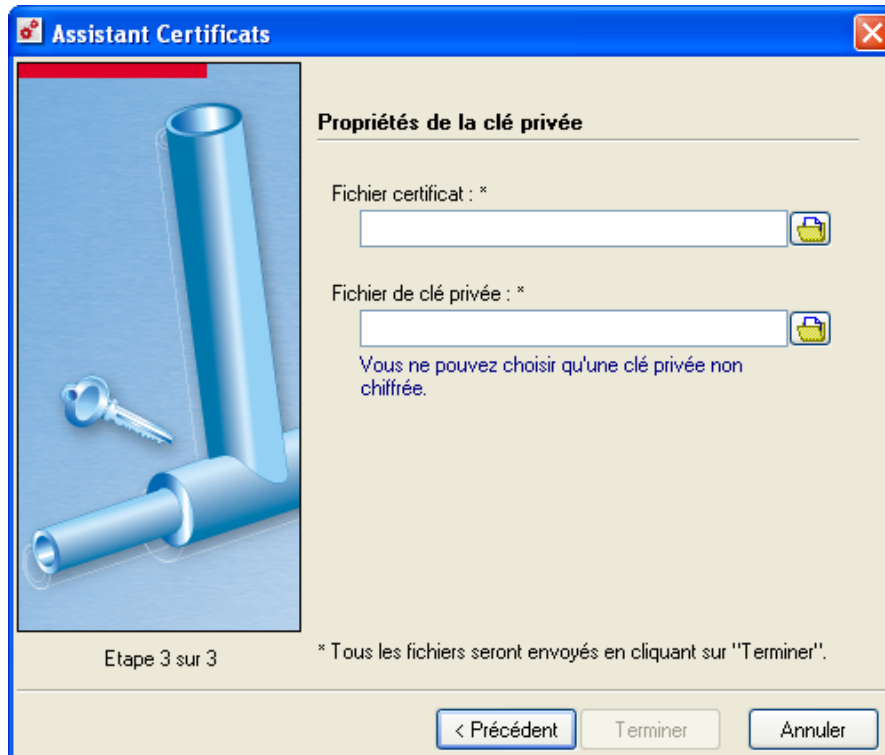 Assistant Certificats
Propriétés de la clé privée
Fichier certificat : *
Fichier de clé privée : *
Vous ne pouvez choisir qu'une clé privée non
chiffrée.
Etape 3 sur 3
* Tous les fichiers seront envoyés en cliquant sur "Terminer".
< Précédent
Terminer
Annuler